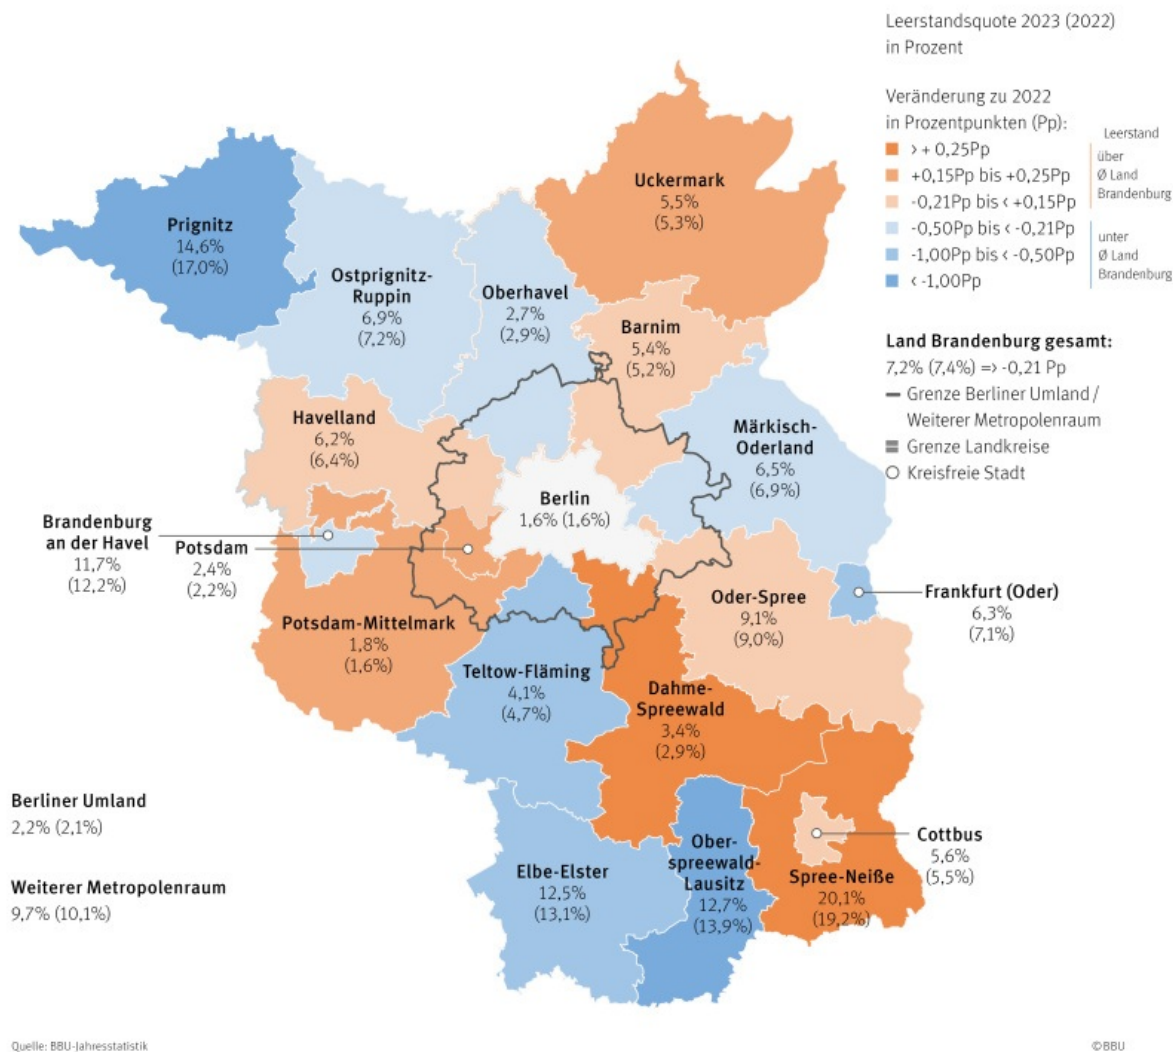 Leerstandsquote 2023 (2022)
in Prozent
Veränderung zu 2022
in Prozentpunkten (Pp):
Leerstand
> + 0,25Pp
+0,15Pp bis +0,25Pp
-0,21Pp bis < +0,15Pp
über
Ø Land
Brandenburg
-0,50Pp bis < -0,21Pp
-1,00Pp bis < -0,50Pp
< -1,00Pp
unter
Ø Land
Brandenburg
Land Brandenburg gesamt:
7,2% (7,4%) => -0,21 Pp
Grenze Berliner Umland /
Weiterer Metropolenraum
Grenze Landkreise
Kreisfreie Stadt
Uckermark
5,5%
(5,3%)
Prignitz
14,6%
(17,0%)
Ostprignitz-
Ruppin
6,9%
(7,2%)
Oberhavel
2,7%
(2,9%)
Barnim
5,4%
(5,2%)
Havelland
6,2%
(6,4%)
Märkisch-
Oderland
6,5%
(6,9%)
Berlin
1,6% (1,6%)
Brandenburg
an der Havel
11,7%
(12,2%)
Potsdam
2,4%
(2,2%)
Potsdam-Mittelmark
1,8%
(1,6%)
Oder-Spree
9,1%
(9,0%)
Frankfurt (Oder)
6,3%
(7,1%)
Teltow-Fläming
4,1%
(4,7%)
Dahme-
Spreewald
3,4%
(2,9%)
Berliner Umland
2,2% (2,1%)
Weiterer Metropolenraum
9,7% (10,1%)
Elbe-Elster
12,5%
(13,1%)
Ober-
spreewald-
Lausitz
12,7%
(13,9%)
Spree-Neiße
20,1%
(19,2%)
Cottbus
5,6%
(5,5%)
Quelle: BBU-Jahresstatistik
©BBU